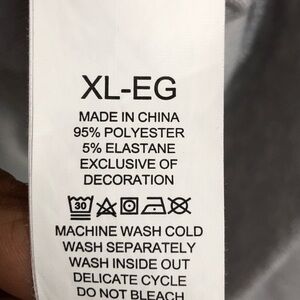 XL-EG
MADE IN CHINA
95% POLYESTER
5% ELASTANE
EXCLUSIVE OF
DECORATION
30
MACHINE WASH COLD
WASH SEPARATELY
WASH INSIDE OUT
DELICATE CYCLE
DO NOT BLEACH